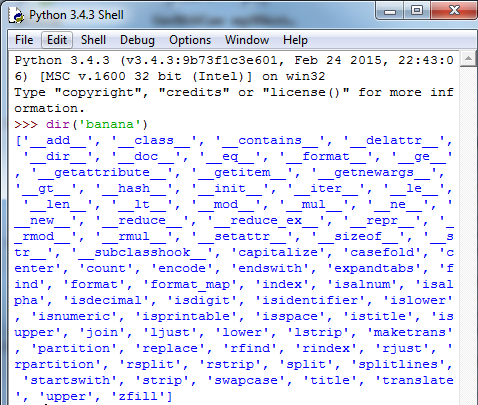 Python 3.4.3 Shell
File Edit Shell Debug Options Window Help
Python 3.4.3 (v3.4.3:9b73f1c3e601, Feb 24 2015, 22:43:0
6) [MSC v.1600 32 bit (Intel)] on win32
Type "copyright", "credits" or "license()" for more inf
ormation.
>>> dir('banana')
['__add__', '__class__', '__contains__', '__delattr__',
'__dir__', '__doc__', '__eq__', '__format__', '__ge__'
, '__getattribute__', '__getitem__', '__getnewargs__',
'__gt__', '__hash__', '__init__', '__iter__', '__le__',
'__len__', '__lt__', '__mod__', '__mul__', '__ne__', '
__new__', '__reduce__', '__reduce_ex__', '__repr__', '_
_rmod__', '__rmul__', '__setattr__', '__sizeof__', '__s
tr__', '__subclasshook__', 'capitalize', 'casefold', 'c
enter', 'count', 'encode', 'endswith', 'expandtabs', 'f
ind', 'format', 'format_map', 'index', 'isalnum', 'isal
pha', 'isdecimal', 'isdigit', 'isidentifier', 'islower'
, 'isnumeric', 'isprintable', 'isspace', 'istitle', 'is
upper', 'join', 'ljust', 'lower', 'lstrip', 'maketrans'
, 'partition', 'replace', 'rfind', 'rindex', 'rjust', '
rpartition', 'rsplit', 'rstrip', 'split', 'splitlines',
'startswith', 'strip', 'swapcase', 'title', 'translate
', 'upper', 'zfill']